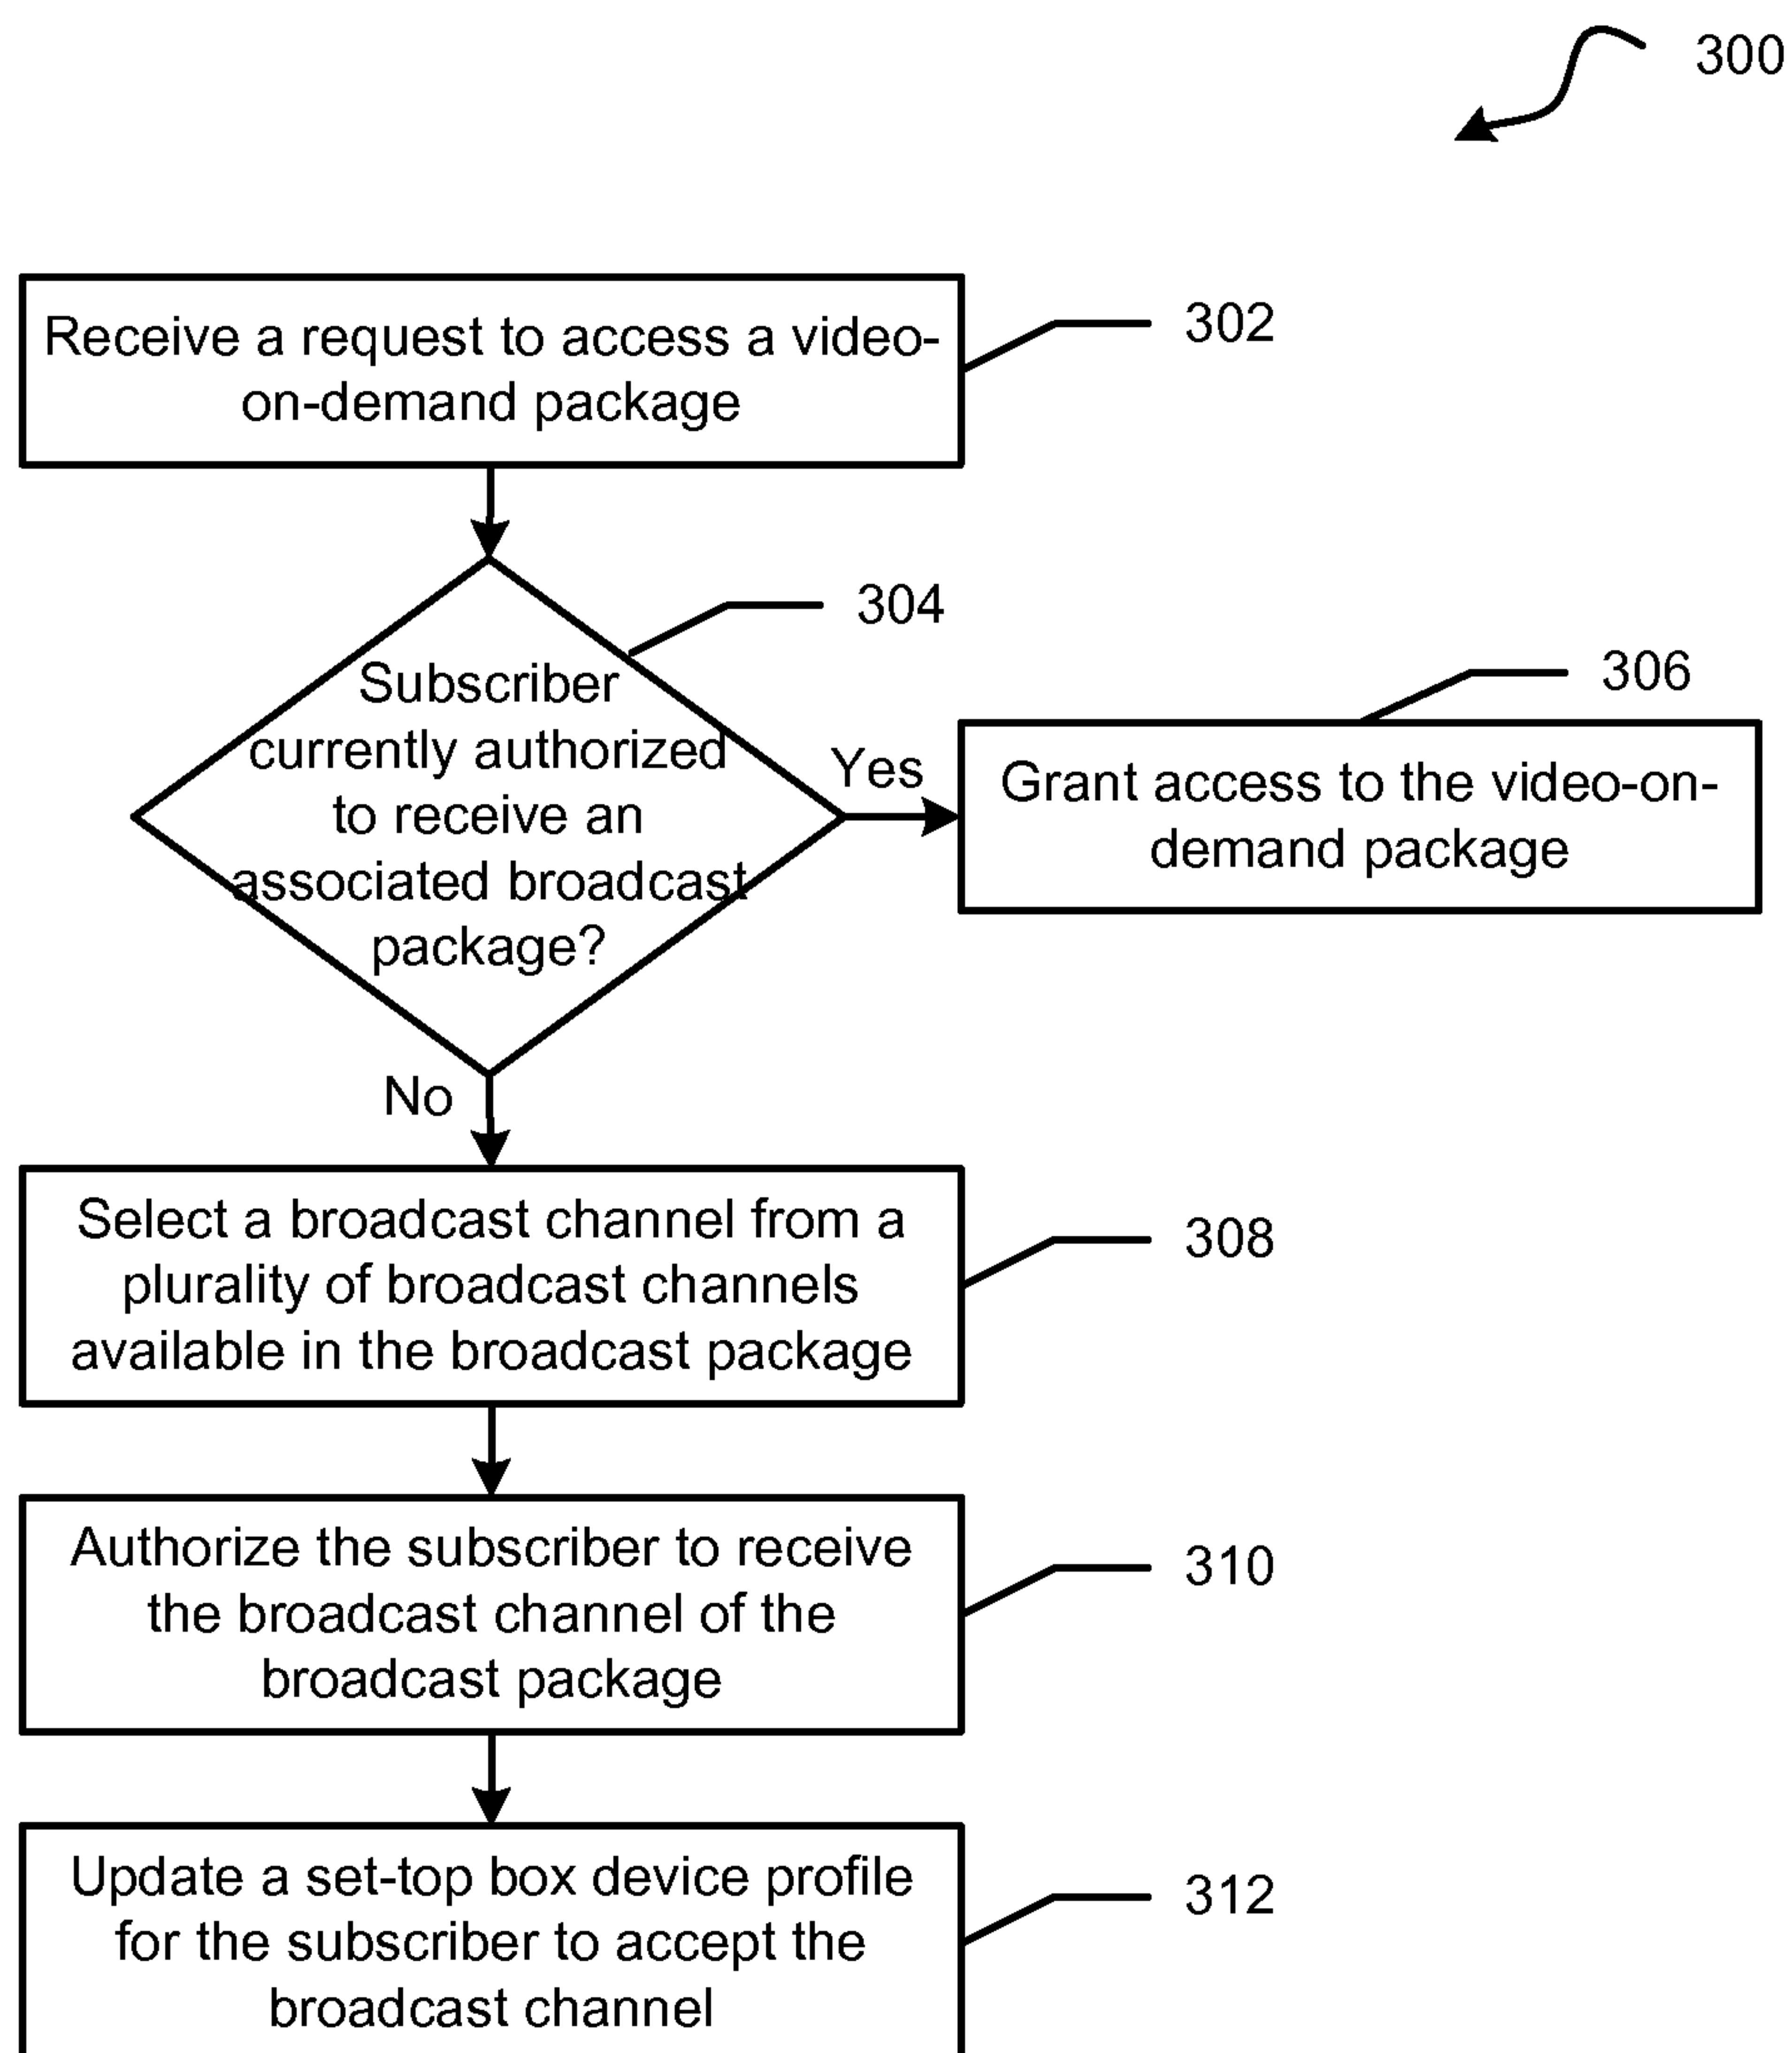 300
Receive a request to access a video-
on-demand package
302
304
Subscriber
currently authorized
to receive an
associated broadcast
package?
Yes
306
Grant access to the video-on-
demand package
No
Select a broadcast channel from a
plurality of broadcast channels
available in the broadcast package
308
Authorize the subscriber to receive
the broadcast channel of the
broadcast package
310
Update a set-top box device profile
for the subscriber to accept the
broadcast channel
312